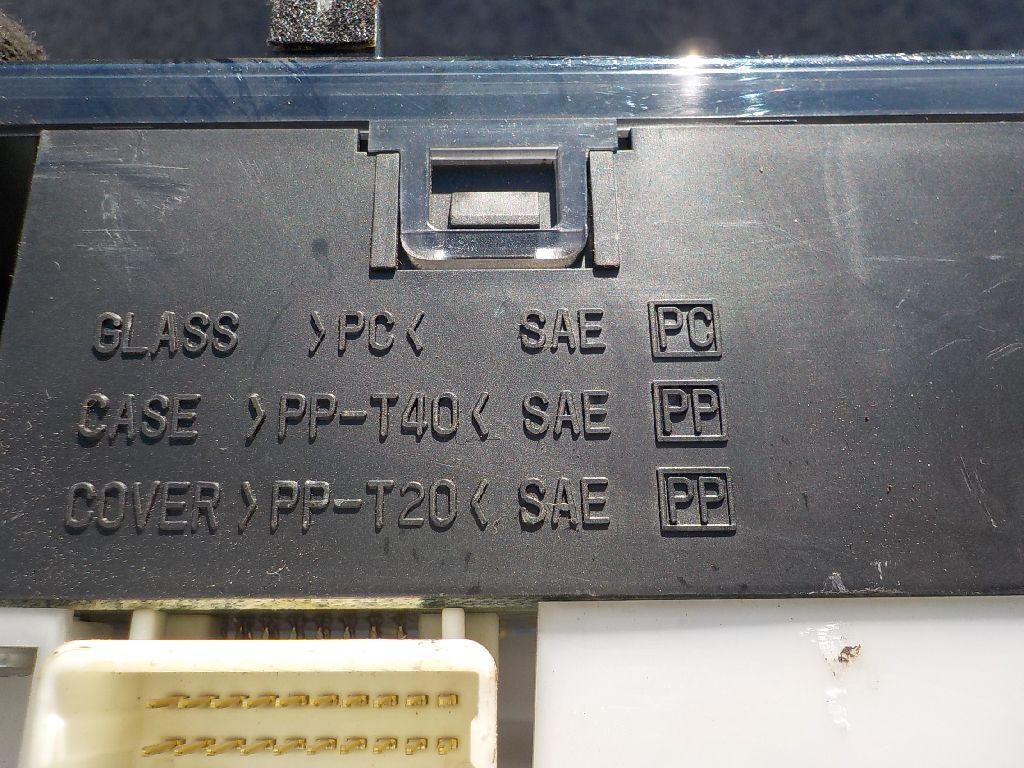 GLASS >PC< SAE PC
CASE >PP-T40< SAE PP
COVER >PP-T20< SAE PP